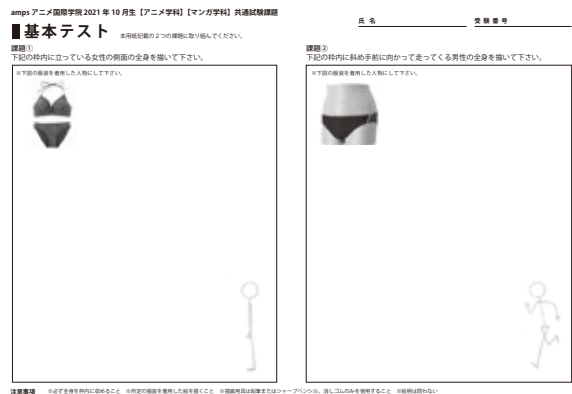 amps アニメ国際学院 2021 年 10 月生【アニメ学科】【マンガ学科】共通試験課題
氏 名
受 験 番 号
基本テスト 本用紙記載の２つの課題に取り組んでください。
課題①
下記の枠内に立っている女性の側面の全身を描いて下さい。
※下図の服装を着用した人物にして下さい。
課題②
下記の枠内に斜め手前に向かって走ってくる男性の全身を描いて下さい。
※下図の服装を着用した人物にして下さい。
注意事項 ※必ず全身を枠内に収めること ※所定の服装を着用した絵を描くこと ※描画用具は鉛筆またはシャープペンシル、消しゴムのみを使用すること ※絵柄は問わない